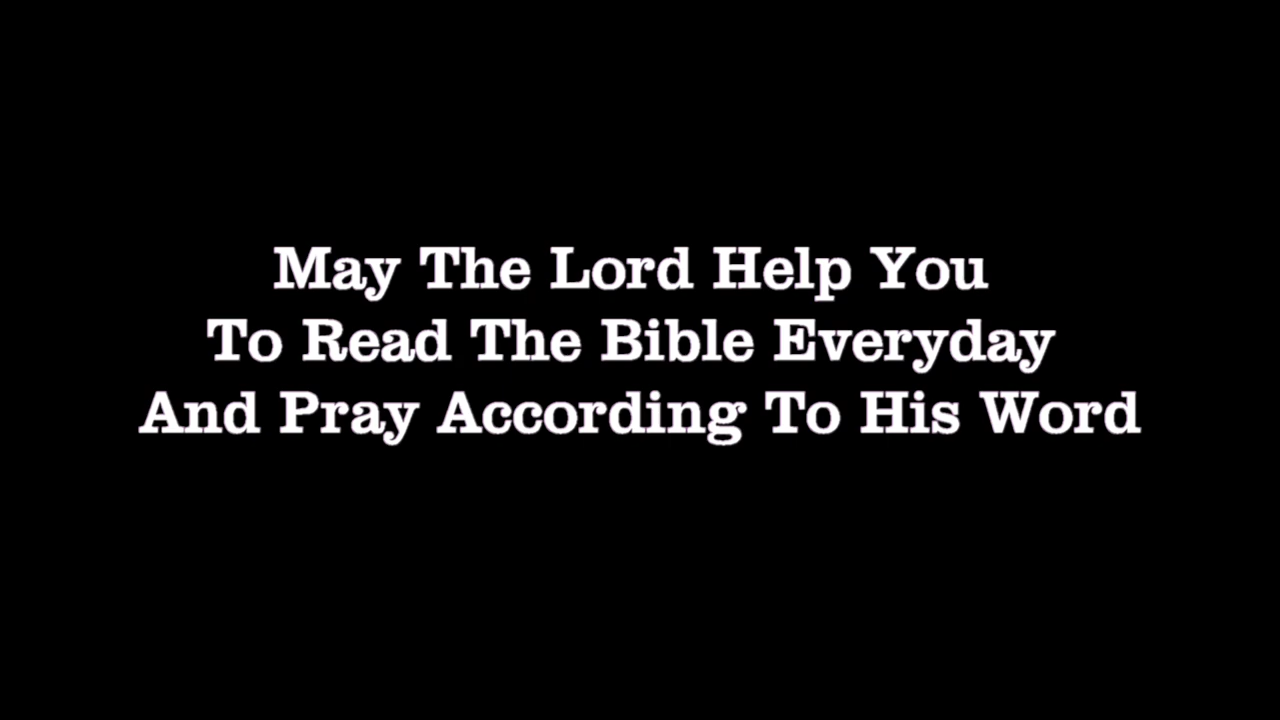 May The Lord Help You
To Read The Bible Everyday
And Pray According To His Word